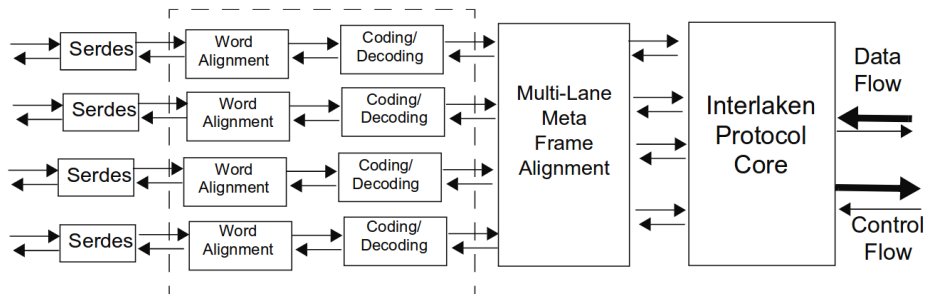 Serdes
Word
Alignment
Coding/
Decoding
Serdes
Word
Alignment
Coding/
Decoding
Serdes
Word
Alignment
Coding/
Decoding
Serdes
Word
Alignment
Coding/
Decoding
Multi-Lane
Meta
Frame
Alignment
Interlaken
Protocol
Core
Data
Flow
Control
Flow